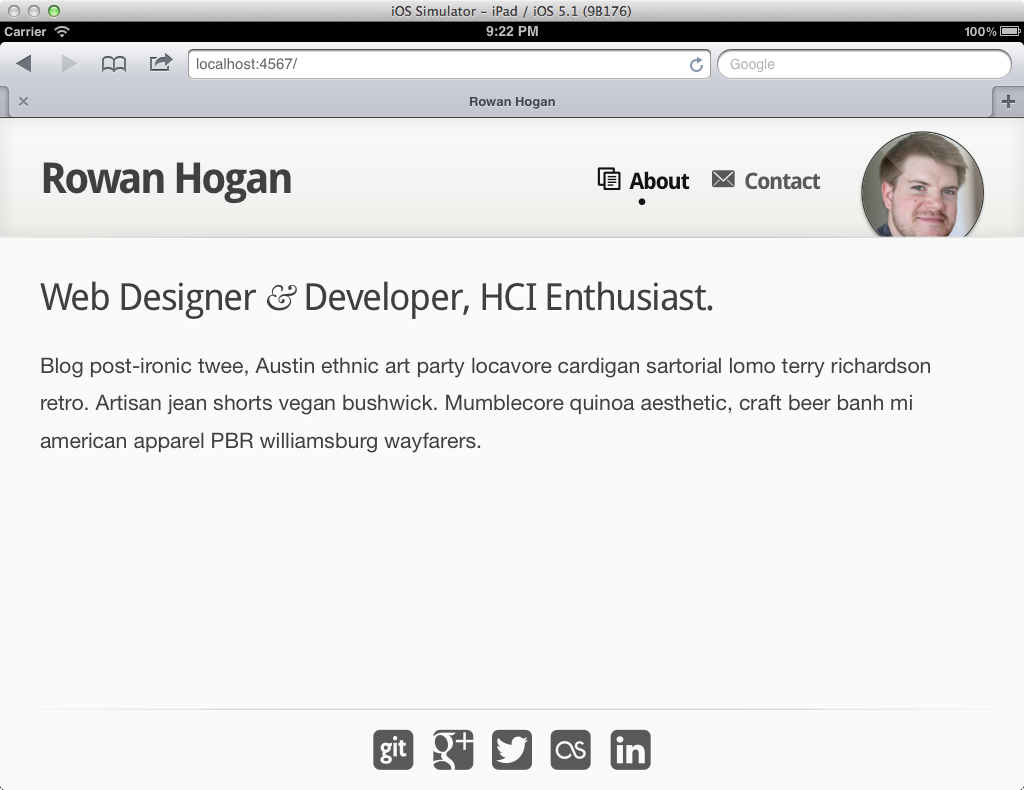 iOS Simulator – iPad / iOS 5.1 (9B176)
Carrier 9:22 PM 100%
localhost:4567/ Google
Rowan Hogan
Rowan Hogan About Contact
Web Designer & Developer, HCI Enthusiast.
Blog post-ironic twee, Austin ethnic art party locavore cardigan sartorial lomo terry richardson
retro. Artisan jean shorts vegan bushwick. Mumblecore quinoa aesthetic, craft beer banh mi
american apparel PBR williamsburg wayfarers.
git g+ in